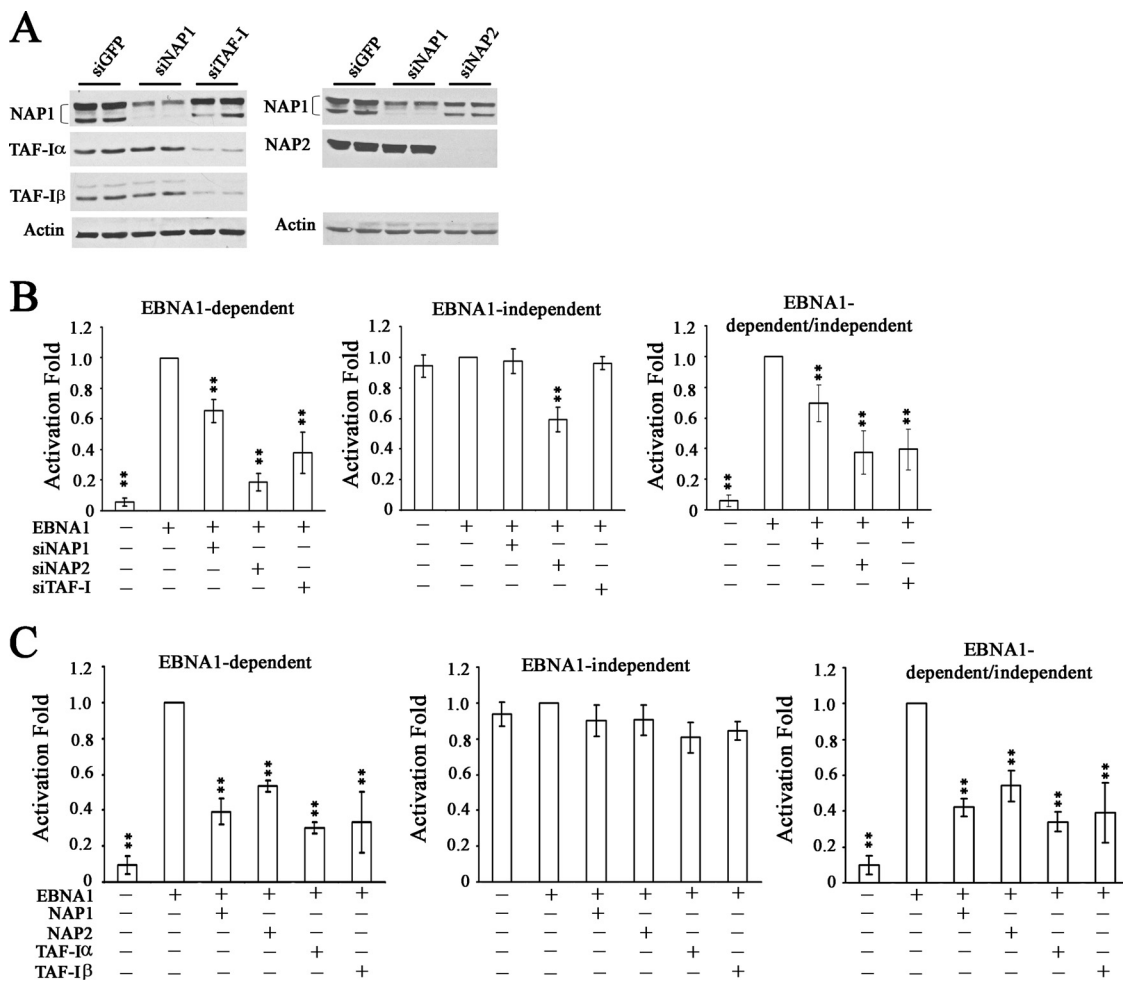 A
siGFP siNAP1 siTAF-I
siGFP siNAP1 siNAP2
NAP1
TAF-Iα
TAF-Iβ
Actin
NAP1
NAP2
Actin
B
EBNA1-dependent
Activation Fold
1.2
1.0
0.8
0.6
0.4
0.2
0
** ** ** **
EBNA1 – + + + +
siNAP1 – – + – –
siNAP2 – – – + –
siTAF-I – – – – +
EBNA1-independent
Activation Fold
1.2
1.0
0.8
0.6
0.4
0.2
0
**
– + + + +
– – + – –
– – – + –
– – – – +
EBNA1-
dependent/independent
Activation Fold
1.2
1.0
0.8
0.6
0.4
0.2
0
** ** ** **
– + + + +
– – + – –
– – – + –
– – – – +
C
EBNA1-dependent
Activation Fold
1.2
1.0
0.8
0.6
0.4
0.2
0
** ** ** ** **
EBNA1 – + + + + +
NAP1 – – + – – –
NAP2 – – – + – –
TAF-Iα – – – – + –
TAF-Iβ – – – – – +
EBNA1-independent
Activation Fold
1.2
1.0
0.8
0.6
0.4
0.2
0
– + + + + +
– – + – – –
– – – + – –
– – – – + –
– – – – – +
EBNA1-
dependent/independent
Activation Fold
1.2
1.0
0.8
0.6
0.4
0.2
0
** ** ** ** **
– + + + + +
– – + – – –
– – – + – –
– – – – + –
– – – – – +